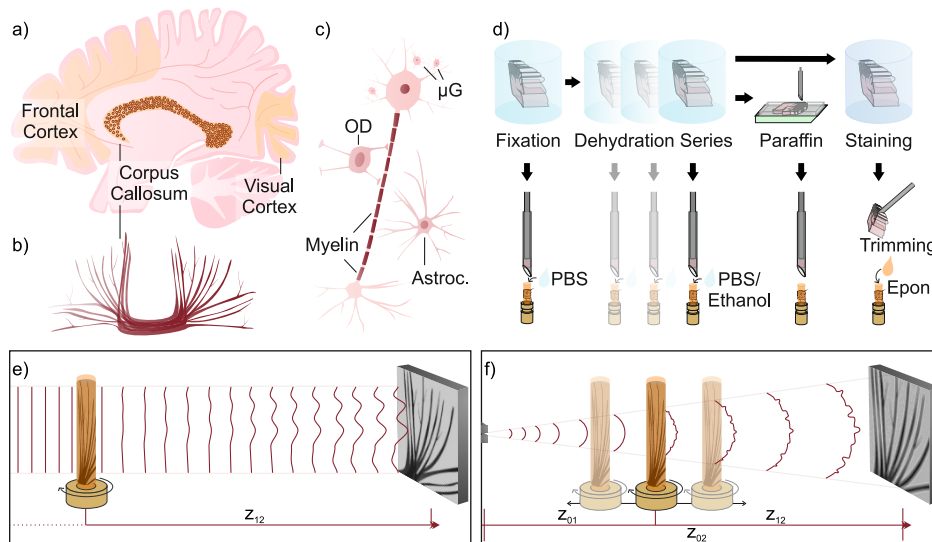 a)
Frontal
Cortex
Corpus
Callosum
Visual
Cortex
b)
c)
µG
OD
Myelin
Astroc.
d)
Fixation
Dehydration Series
Paraffin
Staining
PBS
PBS/
Ethanol
Trimming
Epon
e)
z12
f)
z01
z12
z02